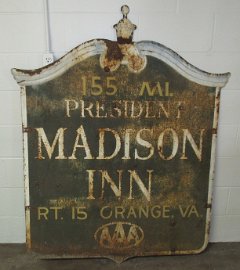 155 MI.
PRESIDENT
MADISON
INN
RT. 15 ORANGE, VA.
AAA